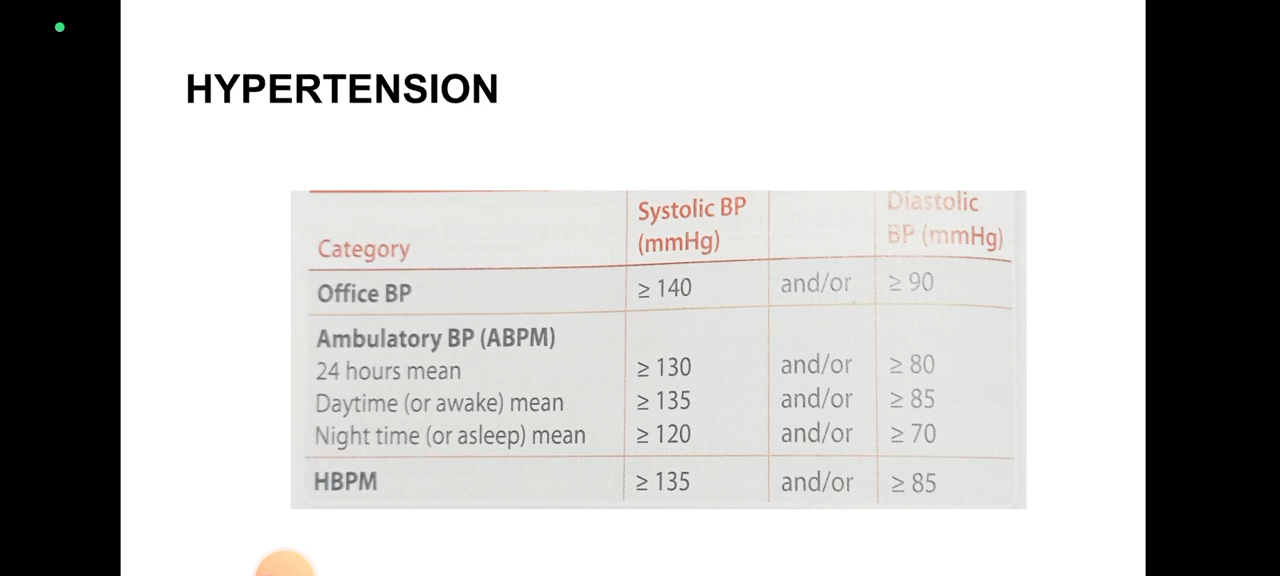 HYPERTENSION
Category Systolic BP (mmHg) Diastolic BP (mmHg)
Office BP ≥ 140 and/or ≥ 90
Ambulatory BP (ABPM)
24 hours mean ≥ 130 and/or ≥ 80
Daytime (or awake) mean ≥ 135 and/or ≥ 85
Night time (or asleep) mean ≥ 120 and/or ≥ 70
HBPM ≥ 135 and/or ≥ 85